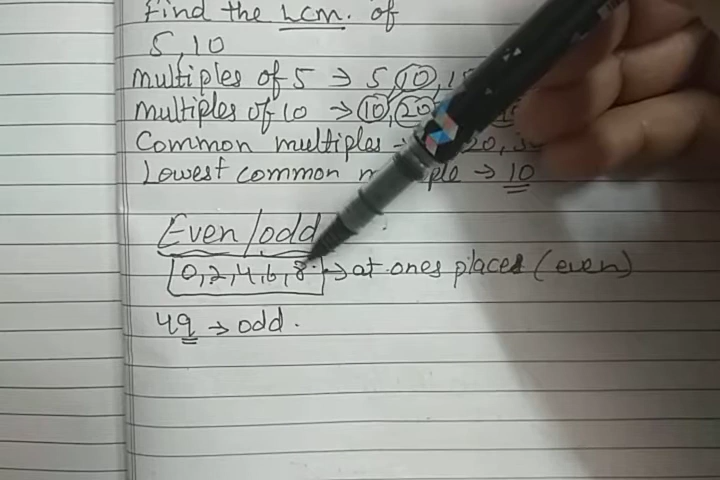 Find the LCM. of
5,10
multiples of 5 → 5,10,15
multiples of 10 → 10,20
Common multiples → 20,
Lowest common → 10
Even/odd
0,2,4,6,8 → at ones places (even)
49 → odd.